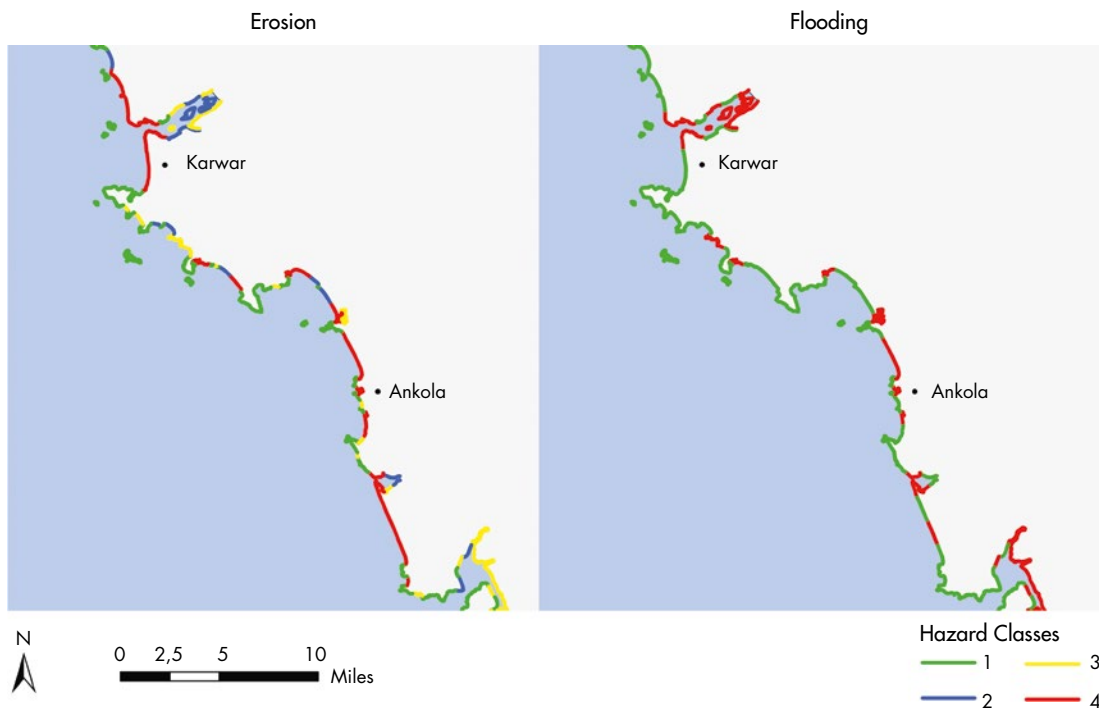 Erosion
Flooding
Karwar
Karwar
Ankola
Ankola
N
0 2,5 5 10
Miles
Hazard Classes
1 3
2 4